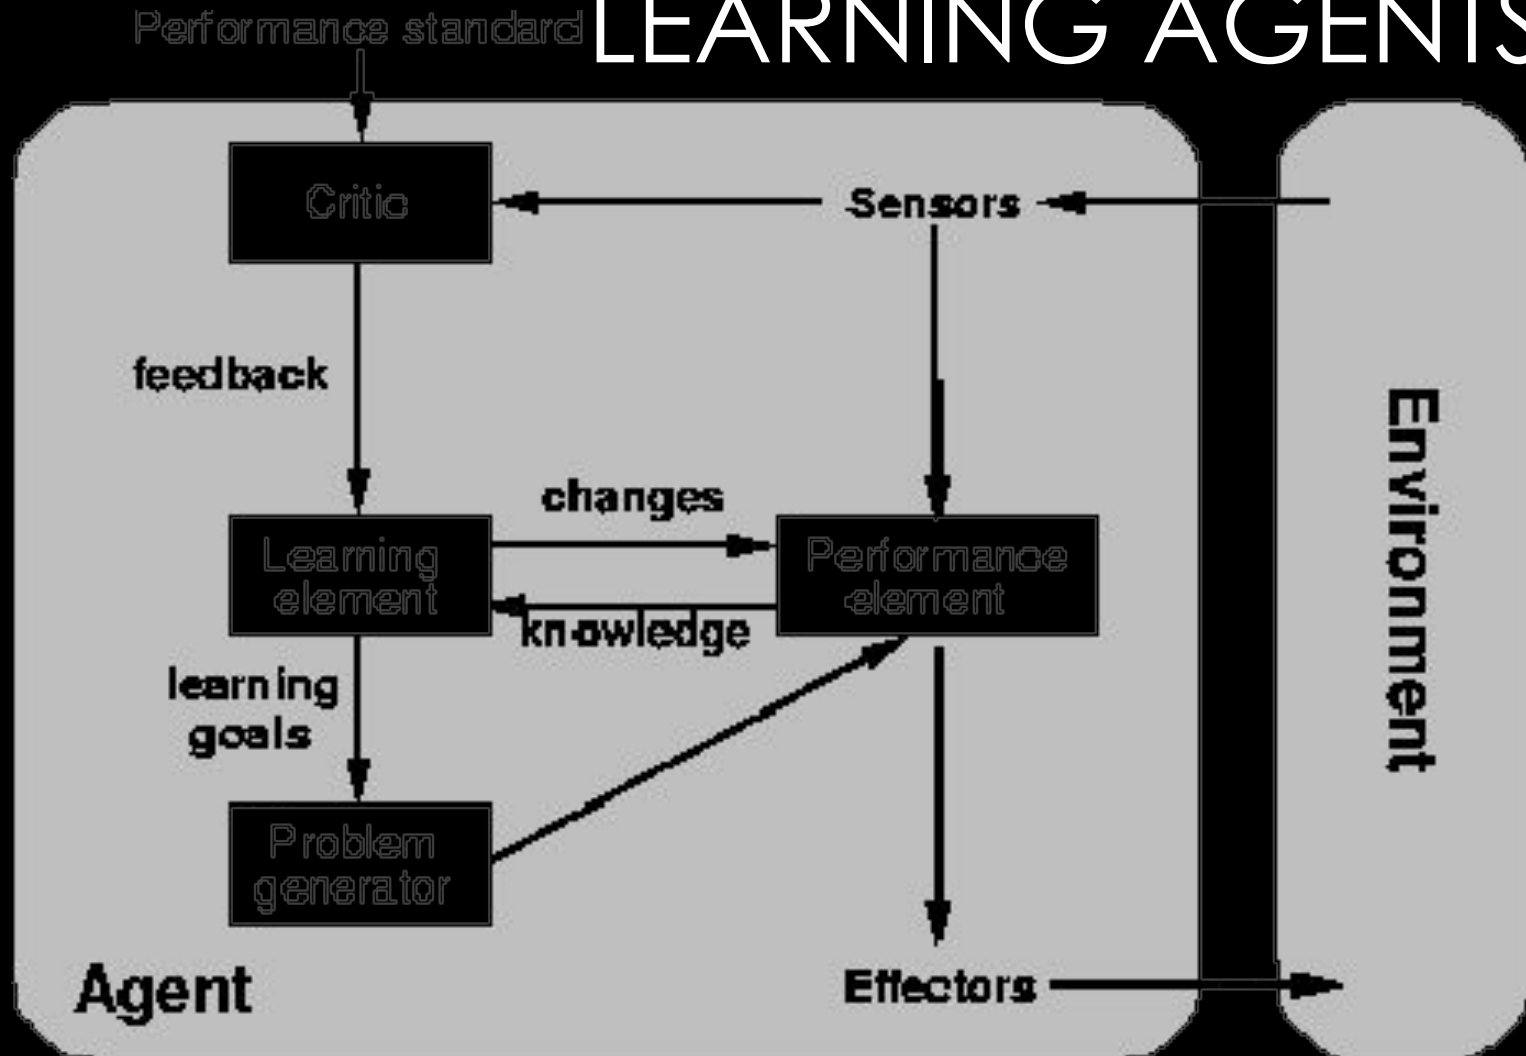 Performance standard
LEARNING AGENTS
Critic
Sensors
feedback
changes
Learning
element
Performance
element
knowledge
learning
goals
Problem
generator
Environment
Agent
Effectors